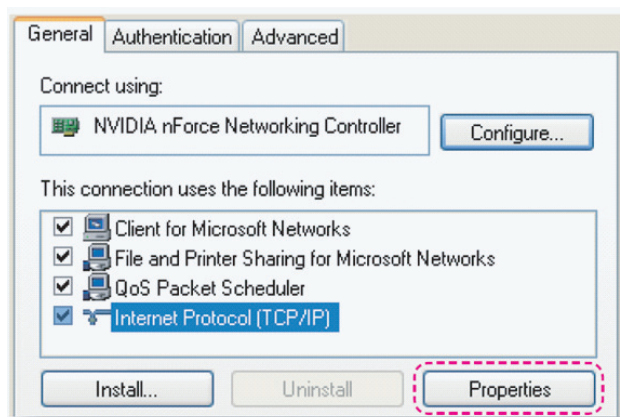 General Authentication Advanced
Connect using:
NVIDIA nForce Networking Controller Configure...
This connection uses the following items:
Client for Microsoft Networks
File and Printer Sharing for Microsoft Networks
QoS Packet Scheduler
Internet Protocol (TCP/IP)
Install... Uninstall Properties